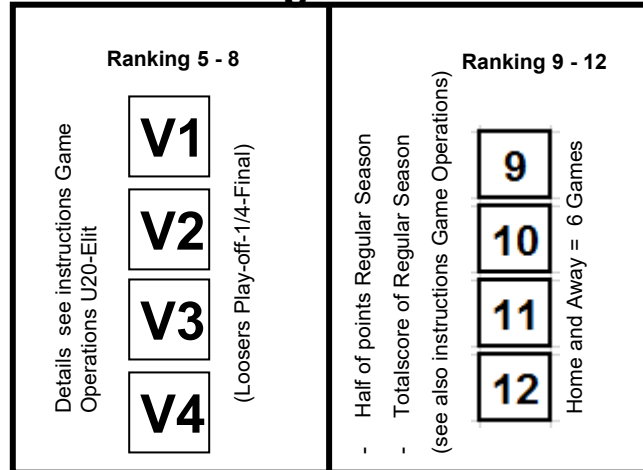 Ranking 5 - 8
Details see instructions Game
Operations U20-Elit
V1
V2
V3
V4
(Loosers Play-off-1/4-Final)
Ranking 9 - 12
- Half of points Regular Season
- Totalscore of Regular Season
(see also instructions Game Operations)
9
10
11
12
Home and Away = 6 Games